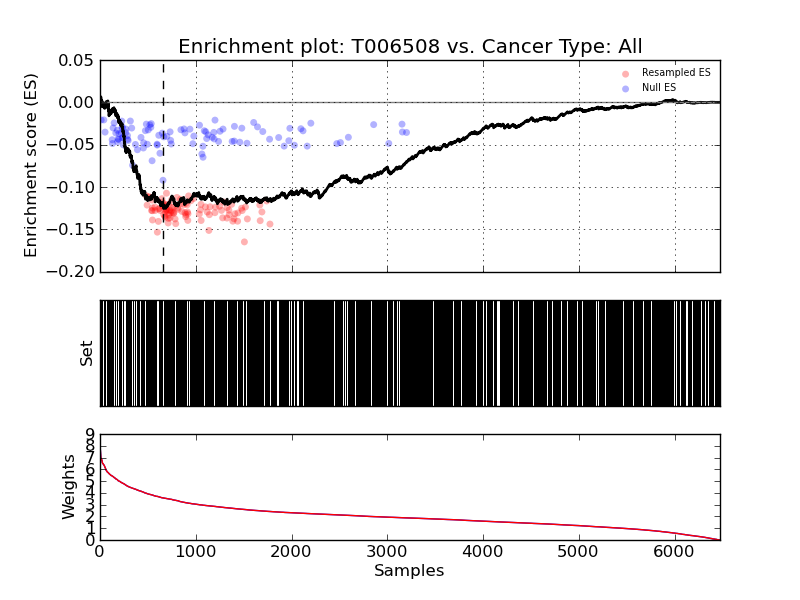 Enrichment plot: T006508 vs. Cancer Type: All
Enrichment score (ES)
0.05
0.00
−0.05
−0.10
−0.15
−0.20
Resampled ES
Null ES
Set
Weights
9
8
7
6
5
4
3
2
1
0
0 1000 2000 3000 4000 5000 6000
Samples